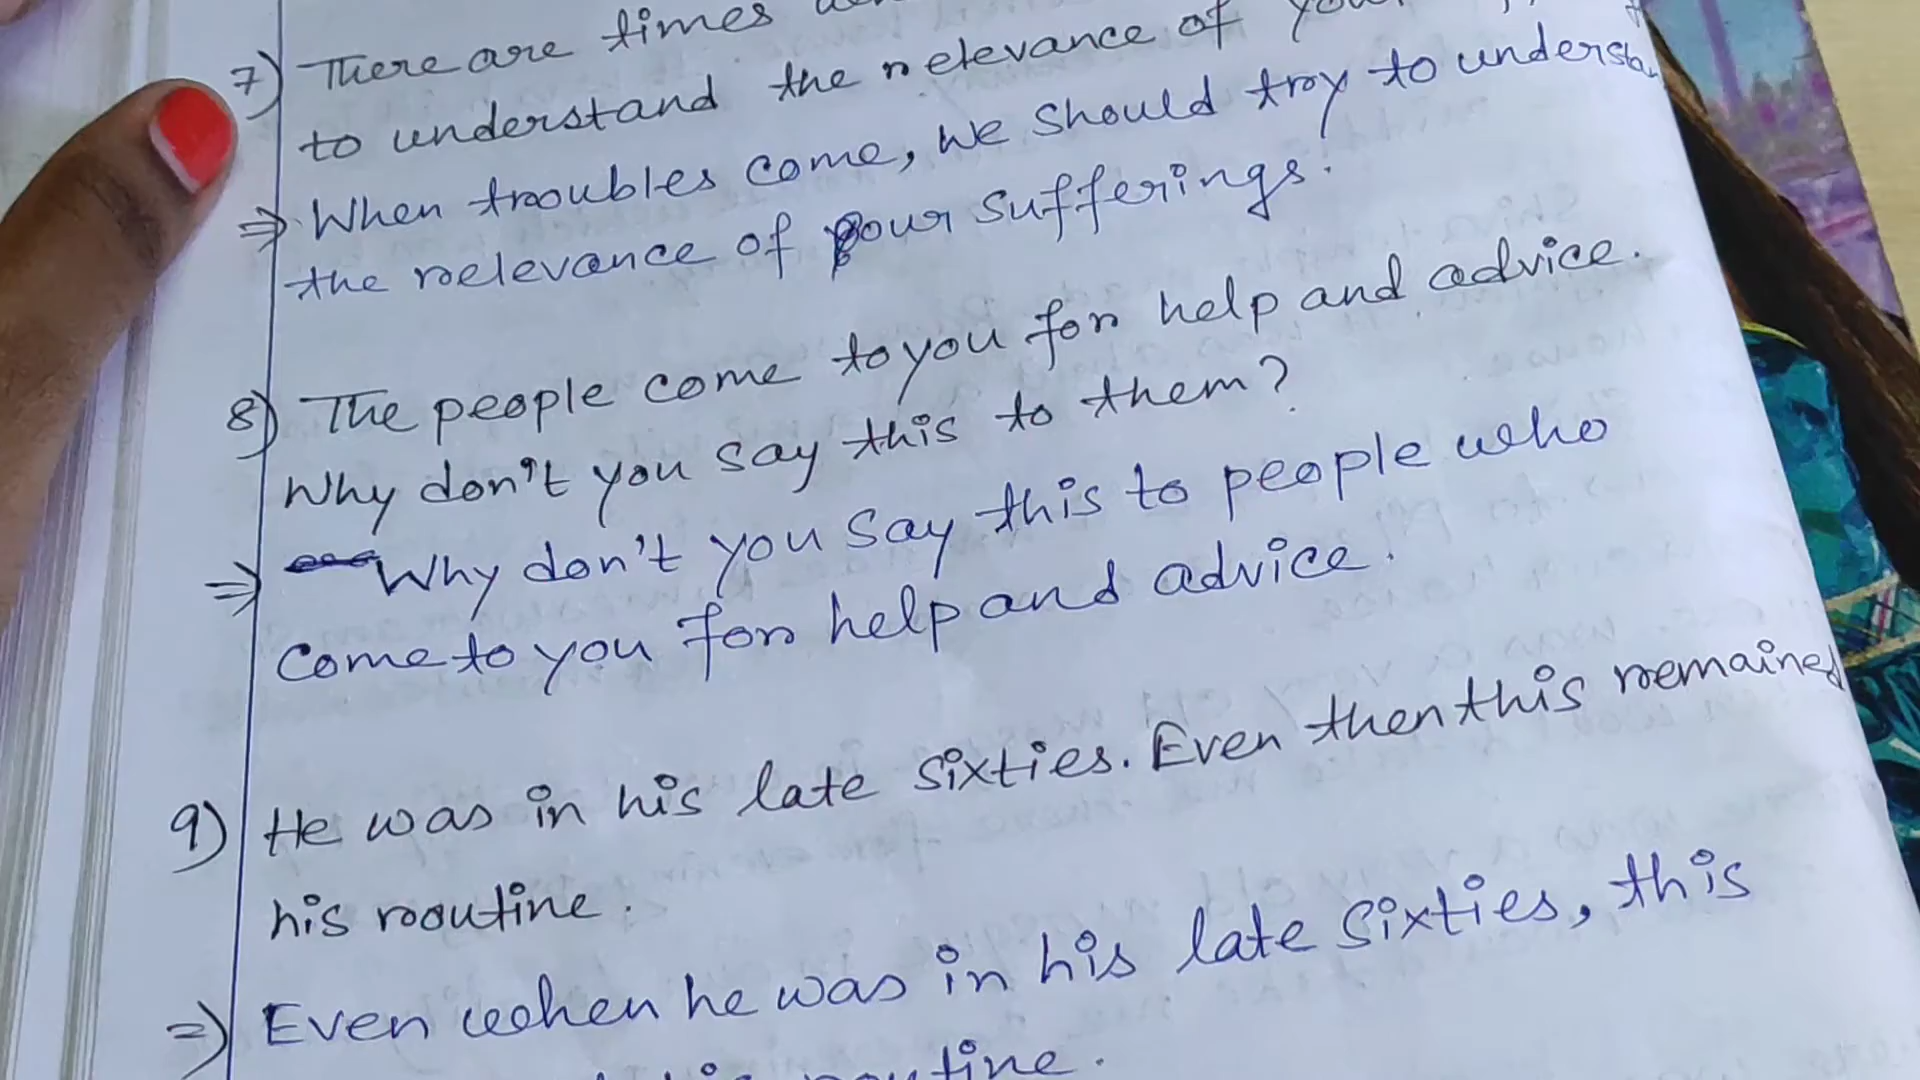 7) There are times
to understand the relevance of
⇒ When troubles come, we should try to understan
the relevance of our sufferings.
8) The people come to you for help and advice.
Why don't you say this to them?
⇒ Why don't you say this to people who
come to you for help and advice.
9) He was in his late sixties. Even then this remained
his routine.
⇒) Even when he was in his late sixties, this
routine.